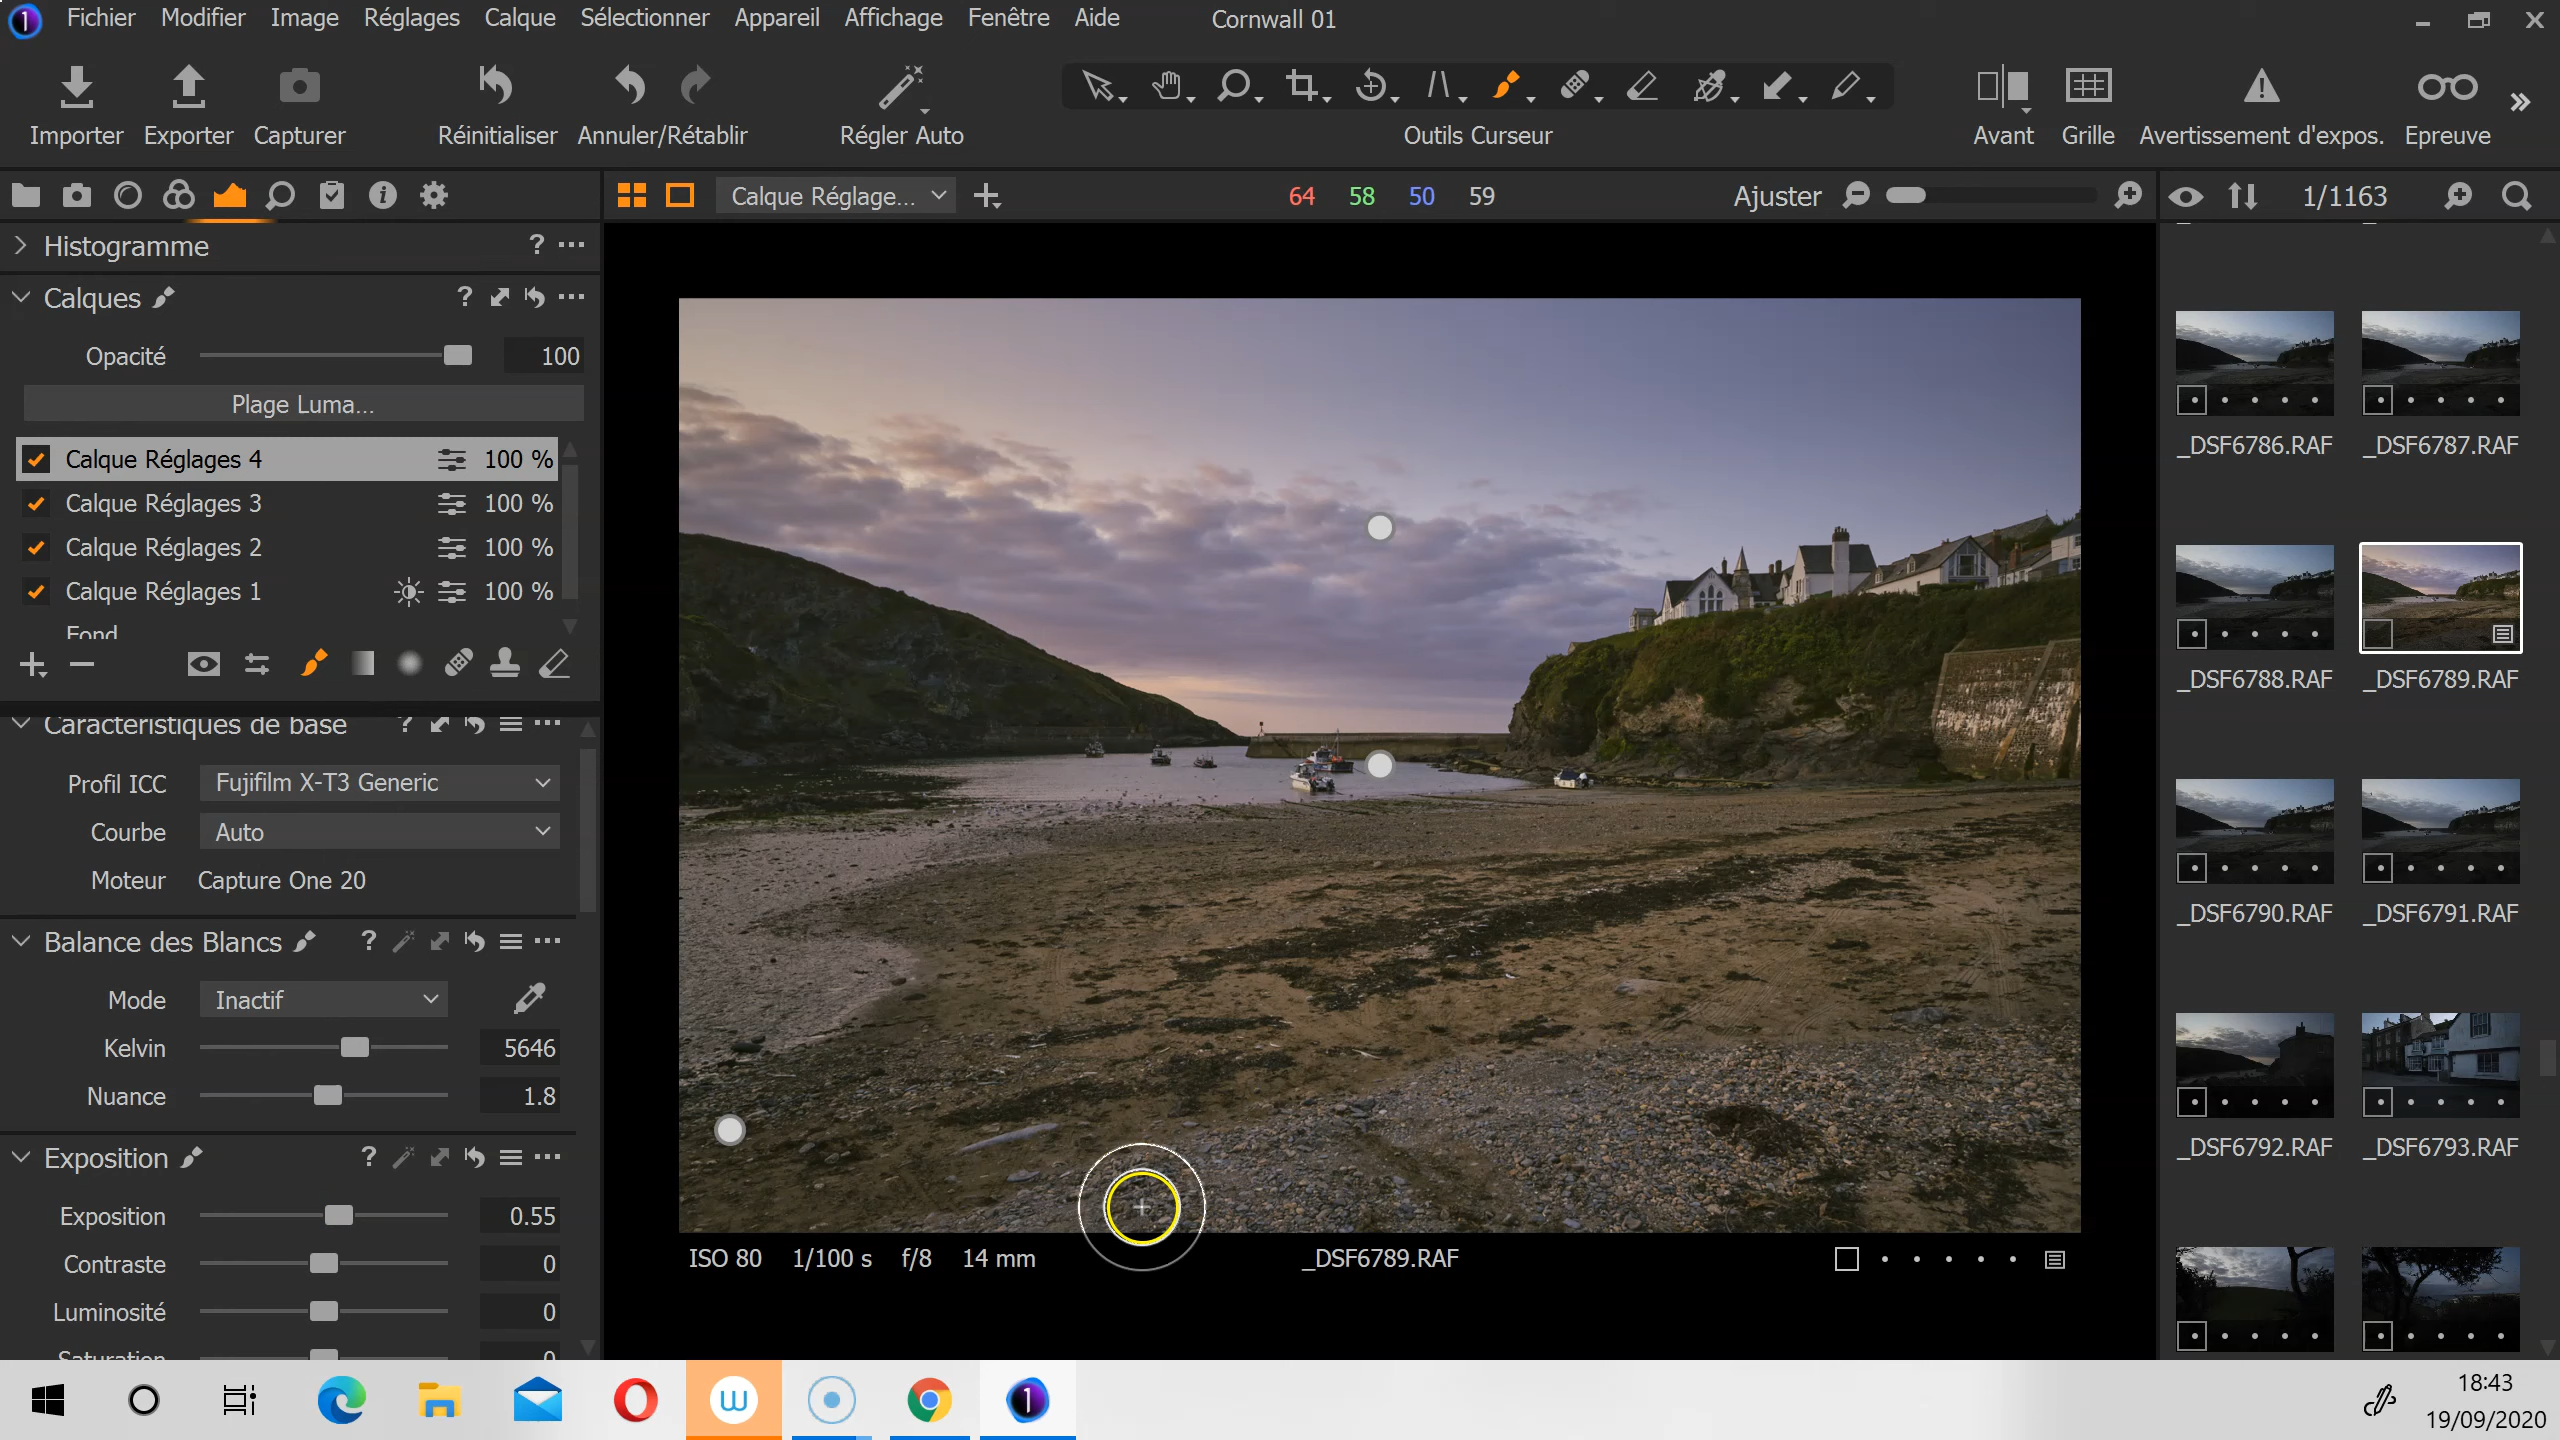 Fichier Modifier Image Réglages Calque Sélectionner Appareil Affichage Fenêtre Aide Cornwall 01
Importer Exporter Capturer Réinitialiser Annuler/Rétablir Régler Auto Outils Curseur Avant Grille Avertissement d'expos. Epreuve
Calque Réglage... 64 58 50 59 Ajuster 1/1163
Histogramme ? ...
Calques ? ...
Opacité 100
Plage Luma...
Calque Réglages 4 100 %
Calque Réglages 3 100 %
Calque Réglages 2 100 %
Calque Réglages 1 100 %
Fond
Caractéristiques de base ? ...
Profil ICC Fujifilm X-T3 Generic
Courbe Auto
Moteur Capture One 20
Balance des Blancs ? ...
Mode Inactif
Kelvin 5646
Nuance 1.8
Exposition ? ...
Exposition 0.55
Contraste 0
Luminosité 0
Saturation 0
ISO 80 1/100 s f/8 14 mm _DSF6789.RAF
_DSF6786.RAF _DSF6787.RAF
_DSF6788.RAF _DSF6789.RAF
_DSF6790.RAF _DSF6791.RAF
_DSF6792.RAF _DSF6793.RAF
18:43
19/09/2020